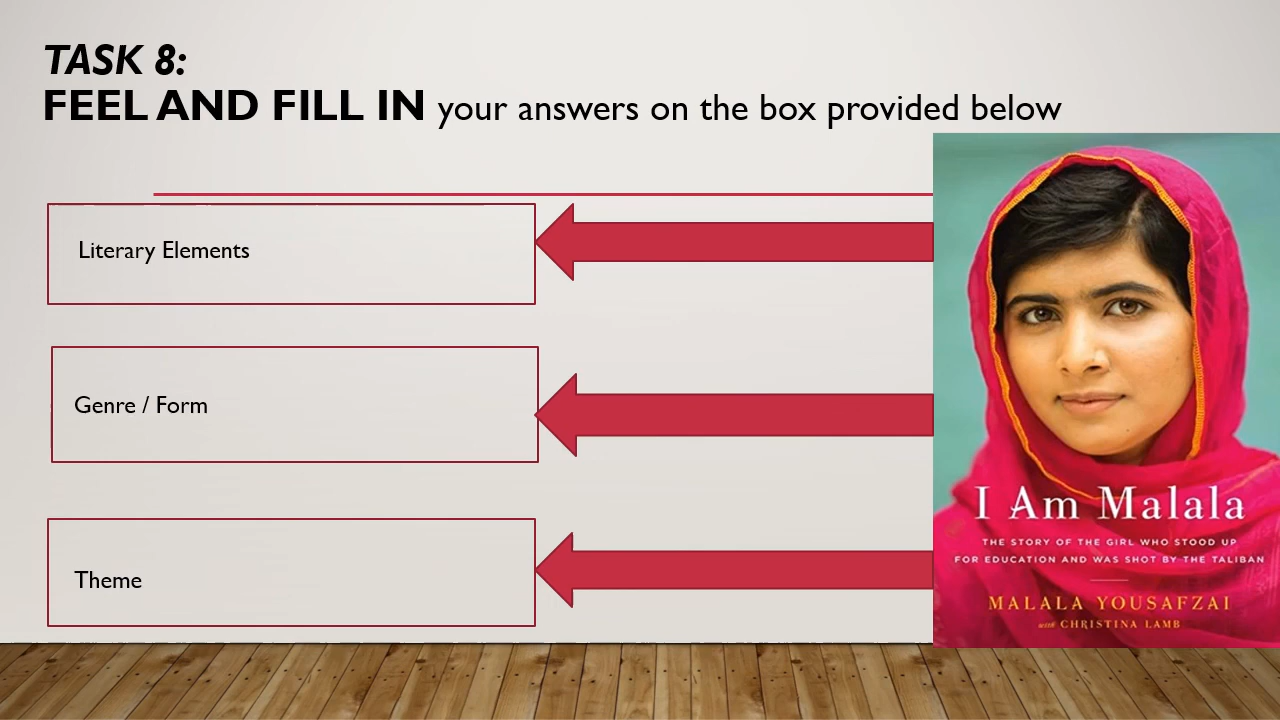 TASK 8:
FEEL AND FILL IN your answers on the box provided below
Literary Elements
Genre / Form
Theme
I Am Malala
THE STORY OF THE GIRL WHO STOOD UP
FOR EDUCATION AND WAS SHOT BY THE TALIBAN
MALALA YOUSAFZAI
with CHRISTINA LAMB